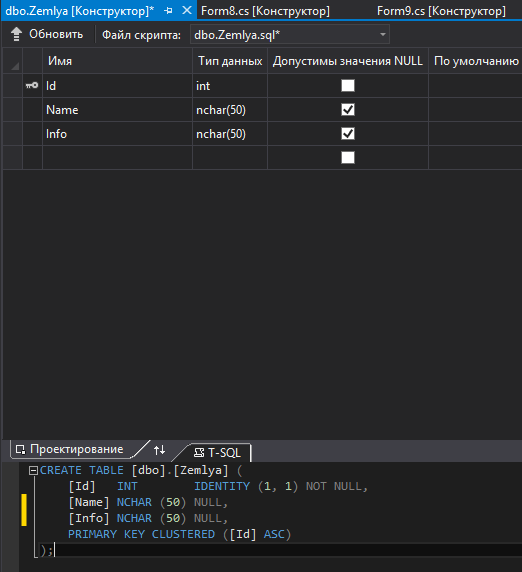 dbo.Zemlya [Конструктор]* Form8.cs [Конструктор] Form9.cs [Конструктор]
Обновить Файл скрипта: dbo.Zemlya.sql*
Имя Тип данных Допустимы значения NULL По умолчанию
Id int
Name nchar(50)
Info nchar(50)
Проектирование T-SQL
CREATE TABLE [dbo].[Zemlya] (
[Id] INT IDENTITY (1, 1) NOT NULL,
[Name] NCHAR (50) NULL,
[Info] NCHAR (50) NULL,
PRIMARY KEY CLUSTERED ([Id] ASC)
);